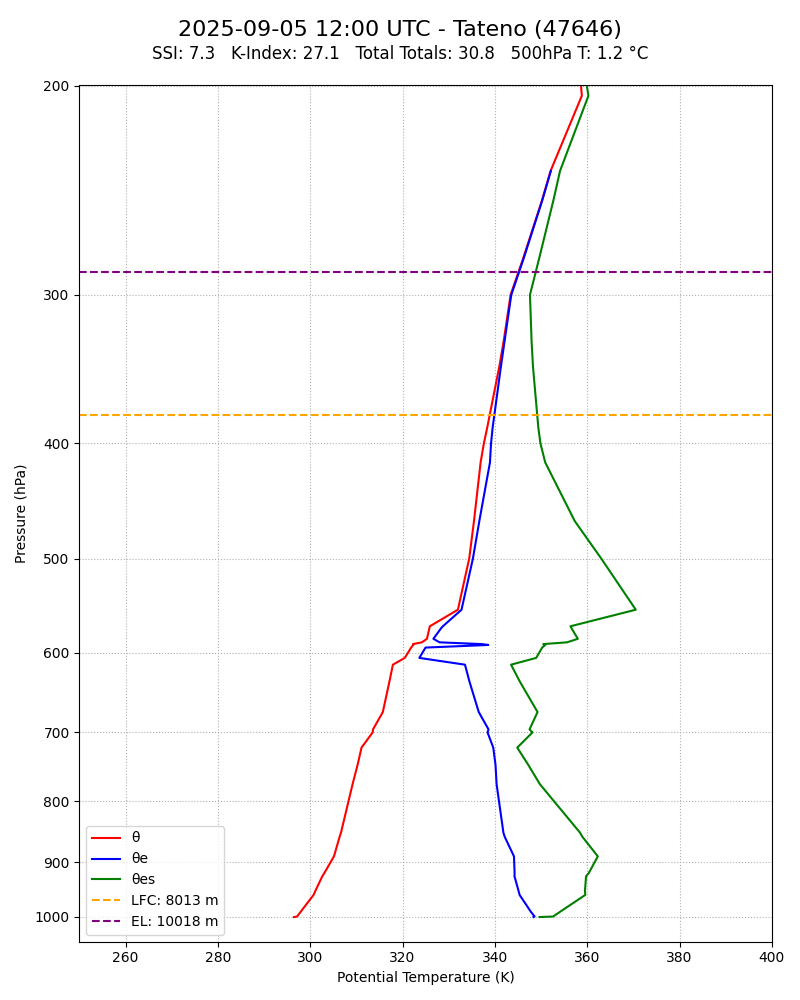 2025-09-05 12:00 UTC - Tateno (47646)
SSI: 7.3   K-Index: 27.1   Total Totals: 30.8   500hPa T: 1.2 °C
200
300
400
500
600
700
800
900
1000
Pressure (hPa)
θ
θe
θes
LFC: 8013 m
EL: 10018 m
260 280 300 320 340 360 380 400
Potential Temperature (K)